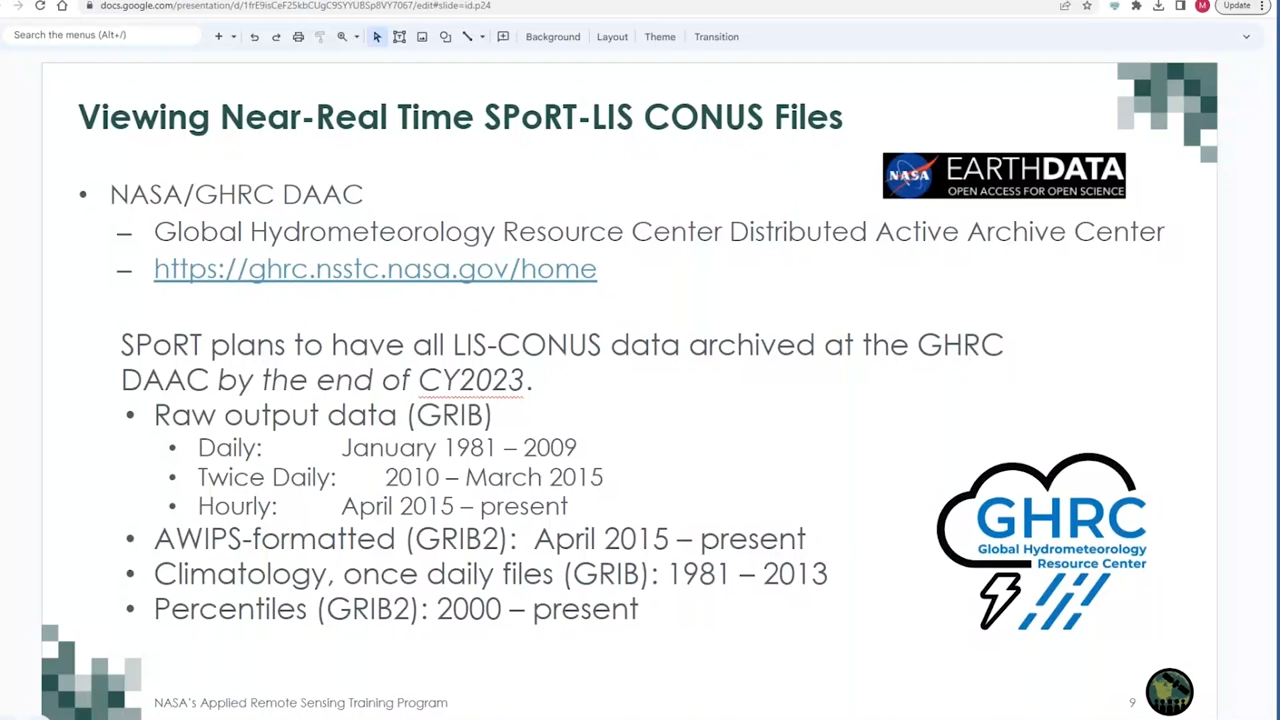 docs.google.com/presentation/d/1frE9isCeF25kbCUgC9SYYUBSp8VY7067/edit#slide=id.p24
M
Update
Search the menus (Alt+/)
Background
Layout
Theme
Transition
Viewing Near-Real Time SPoRT-LIS CONUS Files
NASA
EARTHDATA
OPEN ACCESS FOR OPEN SCIENCE
• NASA/GHRC DAAC
– Global Hydrometeorology Resource Center Distributed Active Archive Center
– https://ghrc.nsstc.nasa.gov/home
SPoRT plans to have all LIS-CONUS data archived at the GHRC
DAAC by the end of CY2023.
• Raw output data (GRIB)
• Daily: January 1981 – 2009
• Twice Daily: 2010 – March 2015
• Hourly: April 2015 – present
• AWIPS-formatted (GRIB2): April 2015 – present
• Climatology, once daily files (GRIB): 1981 – 2013
• Percentiles (GRIB2): 2000 – present
GHRC
Global Hydrometeorology
Resource Center
NASA's Applied Remote Sensing Training Program
9